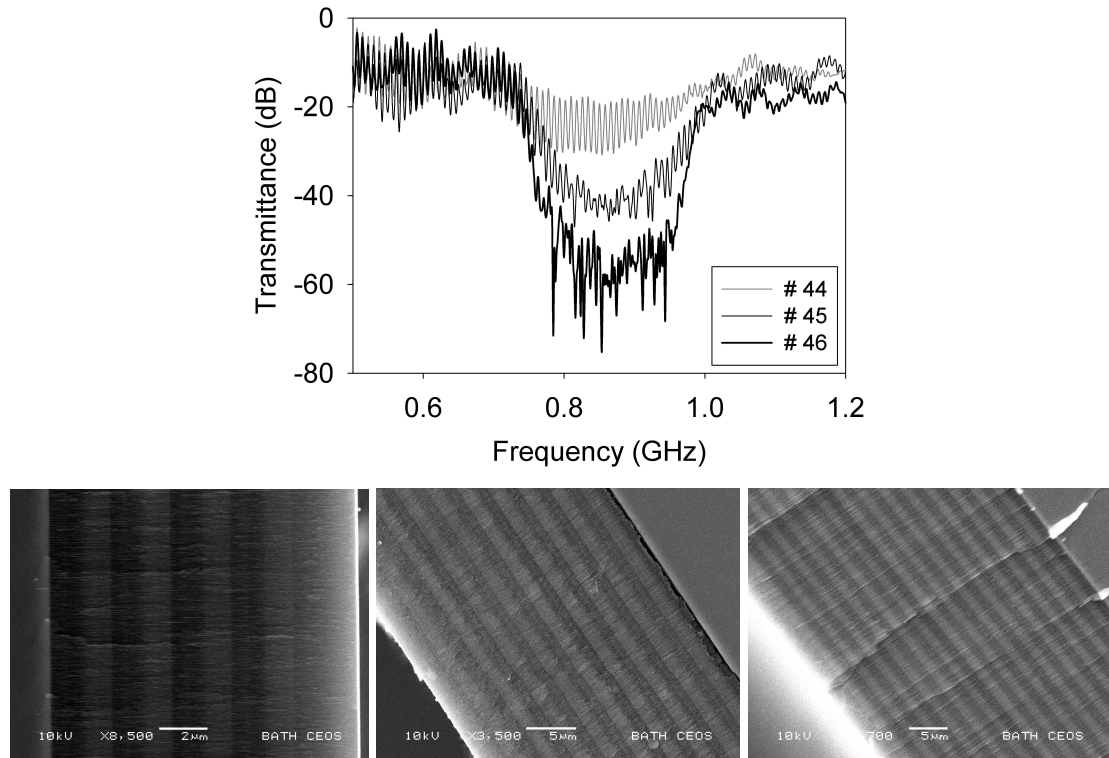 0
-20
-40
-60
-80
Transmittance (dB)
# 44
# 45
# 46
0.6 0.8 1.0 1.2
Frequency (GHz)
10kV X8,500 2µm BATH CEOS
10kV X3,500 5µm BATH CEOS
10kV 700 5µm BATH CEOS